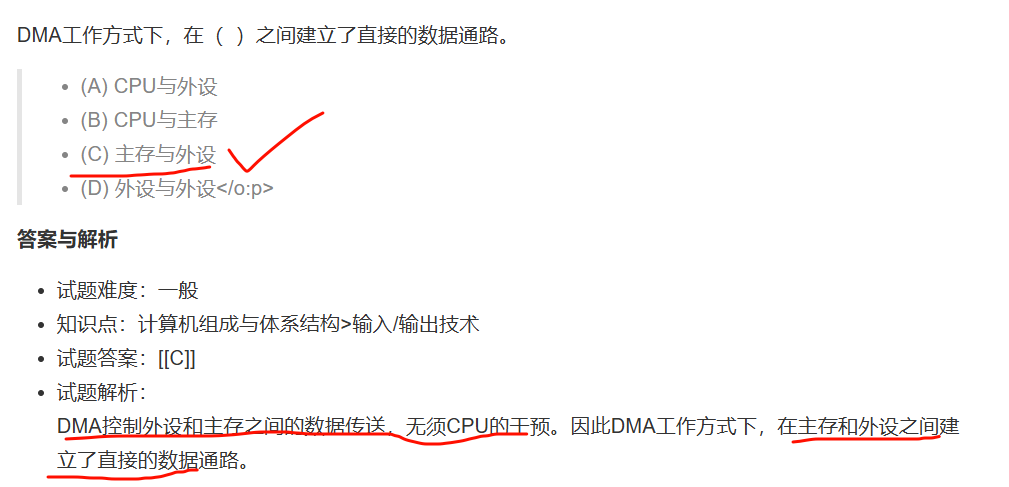 DMA工作方式下，在（  ）之间建立了直接的数据通路。
(A) CPU与外设
(B) CPU与主存
(C) 主存与外设
(D) 外设与外设</o:p>
答案与解析
试题难度：一般
知识点：计算机组成与体系结构>输入/输出技术
试题答案：[[C]]
试题解析：
DMA控制外设和主存之间的数据传送，无须CPU的干预。因此DMA工作方式下，在主存和外设之间建
立了直接的数据通路。